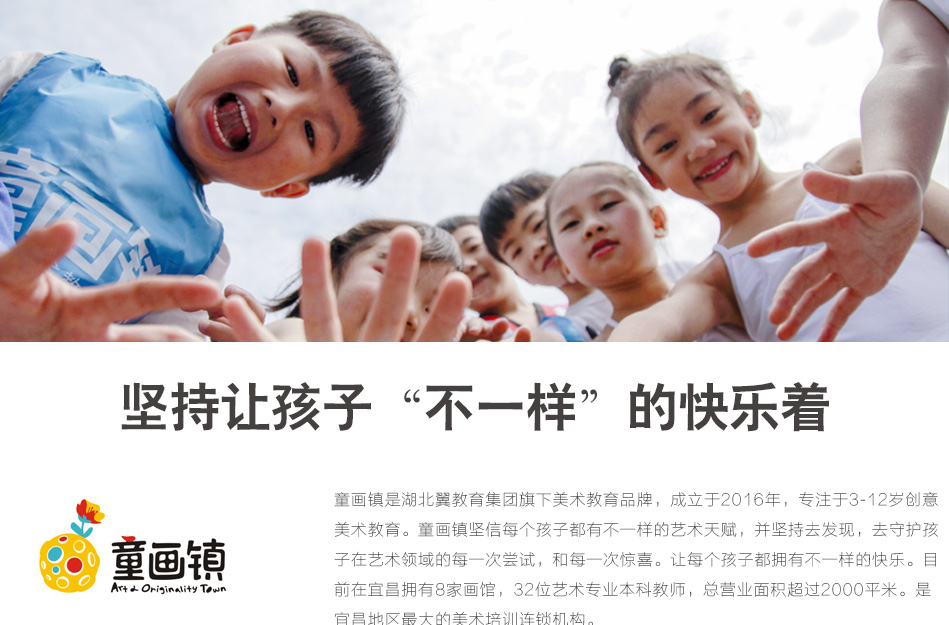 坚持让孩子“不一样”的快乐着
童画镇是湖北翼教育集团旗下美术教育品牌，成立于2016年，专注于3-12岁创意
美术教育。童画镇坚信每个孩子都有不一样的艺术天赋，并坚持去发现，去守护孩
子在艺术领域的每一次尝试，和每一次惊喜。让每个孩子都拥有不一样的快乐。目
前在宜昌拥有8家画馆，32位艺术专业本科教师，总营业面积超过2000平米。是
宜昌地区最大的美术培训连锁机构。
童画镇
Art & Originality Town